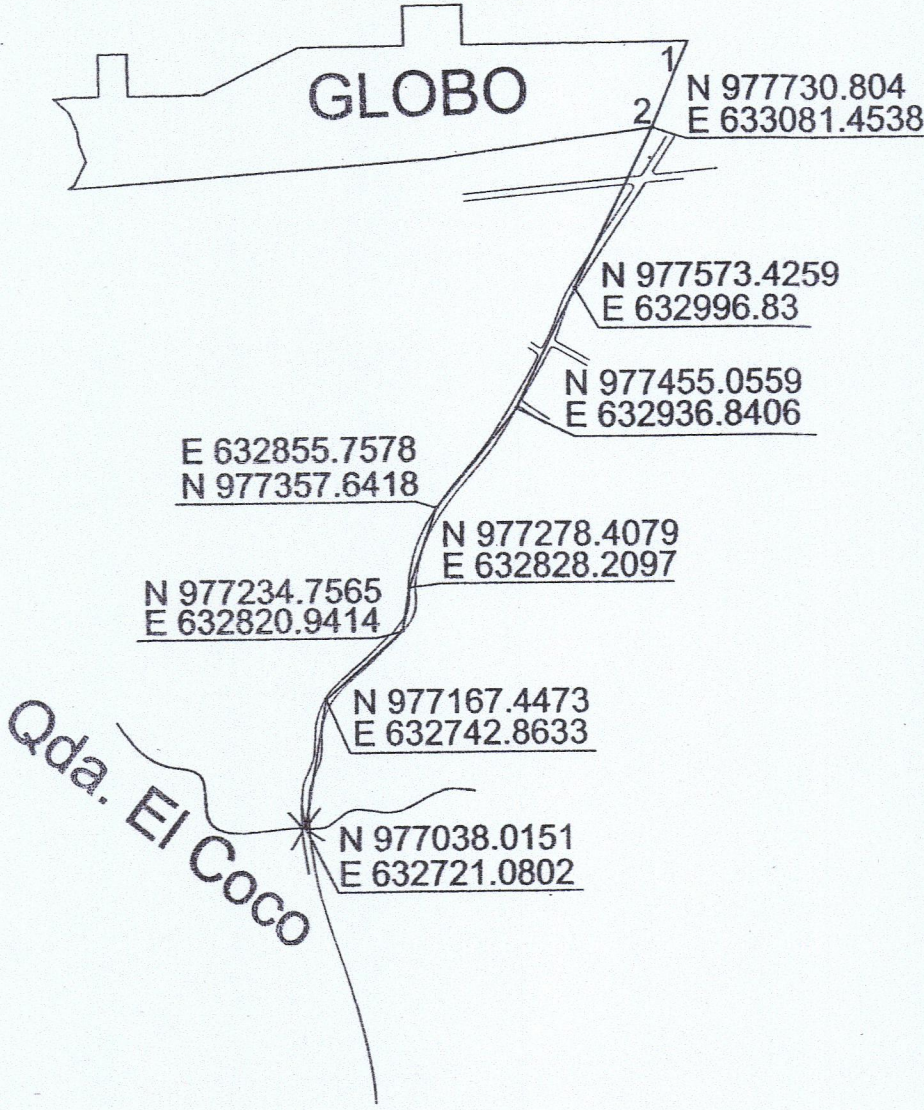 GLOBO
1
2
N 977730.804
E 633081.4538
N 977573.4259
E 632996.83
N 977455.0559
E 632936.8406
E 632855.7578
N 977357.6418
N 977278.4079
E 632828.2097
N 977234.7565
E 632820.9414
N 977167.4473
E 632742.8633
Qda. El Coco
N 977038.0151
E 632721.0802